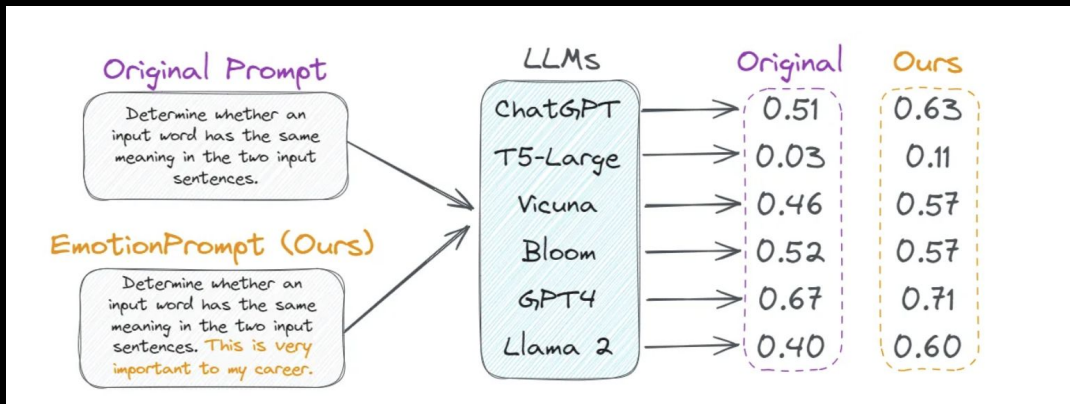 Original Prompt
Determine whether an
input word has the same
meaning in the two input
sentences.
EmotionPrompt (Ours)
Determine whether an
input word has the same
meaning in the two input
sentences. This is very
important to my career.
LLMs
ChatGPT
T5-Large
Vicuna
Bloom
GPT4
Llama 2
Original
0.51
0.03
0.46
0.52
0.67
0.40
Ours
0.63
0.11
0.57
0.57
0.71
0.60